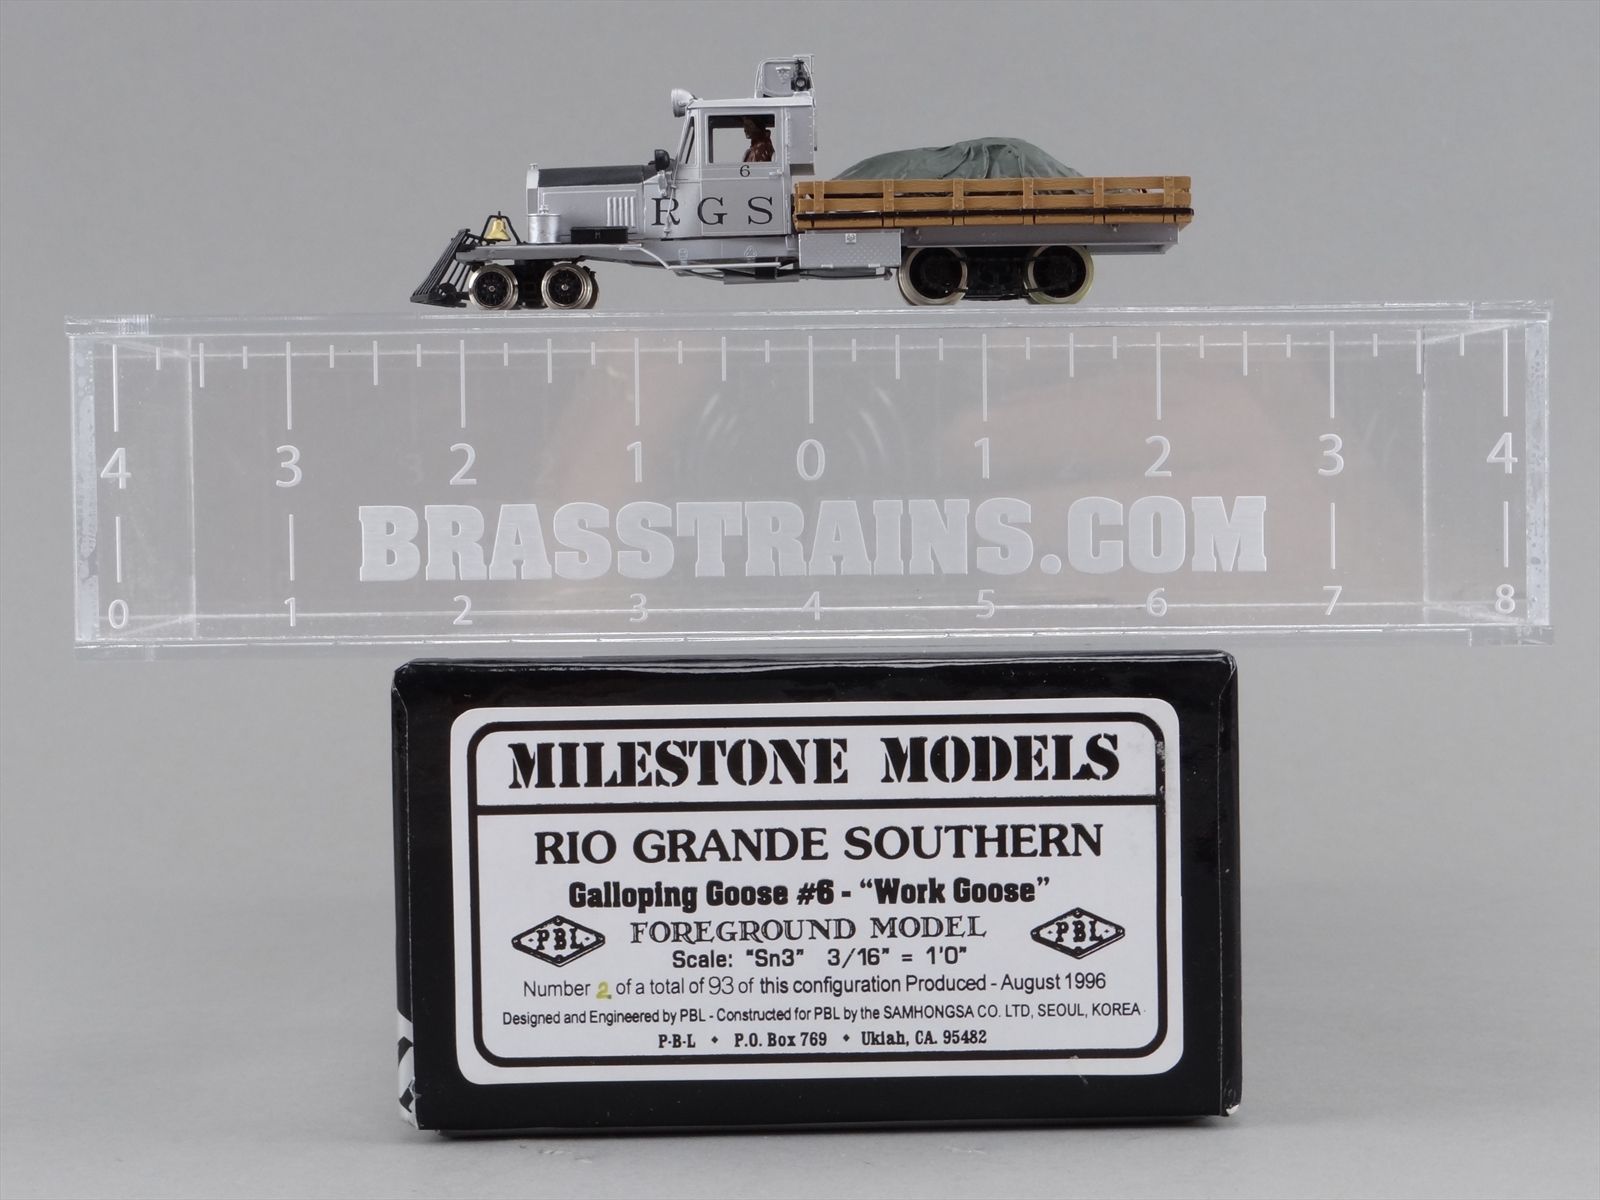 6
RGS
4 3 2 1 0 1 2 3 4
BRASSTRAINS.COM
0 1 2 3 4 5 6 7 8
MILESTONE MODELS
RIO GRANDE SOUTHERN
Galloping Goose #6 - "Work Goose"
PBL FOREGROUND MODEL PBL
Scale: "Sn3" 3/16" = 1'0"
Number 2 of a total of 93 of this configuration Produced - August 1996
Designed and Engineered by PBL - Constructed for PBL by the SAMHONGSA CO. LTD, SEOUL, KOREA
P-B-L • P.O. Box 769 • Ukiah, CA. 95482